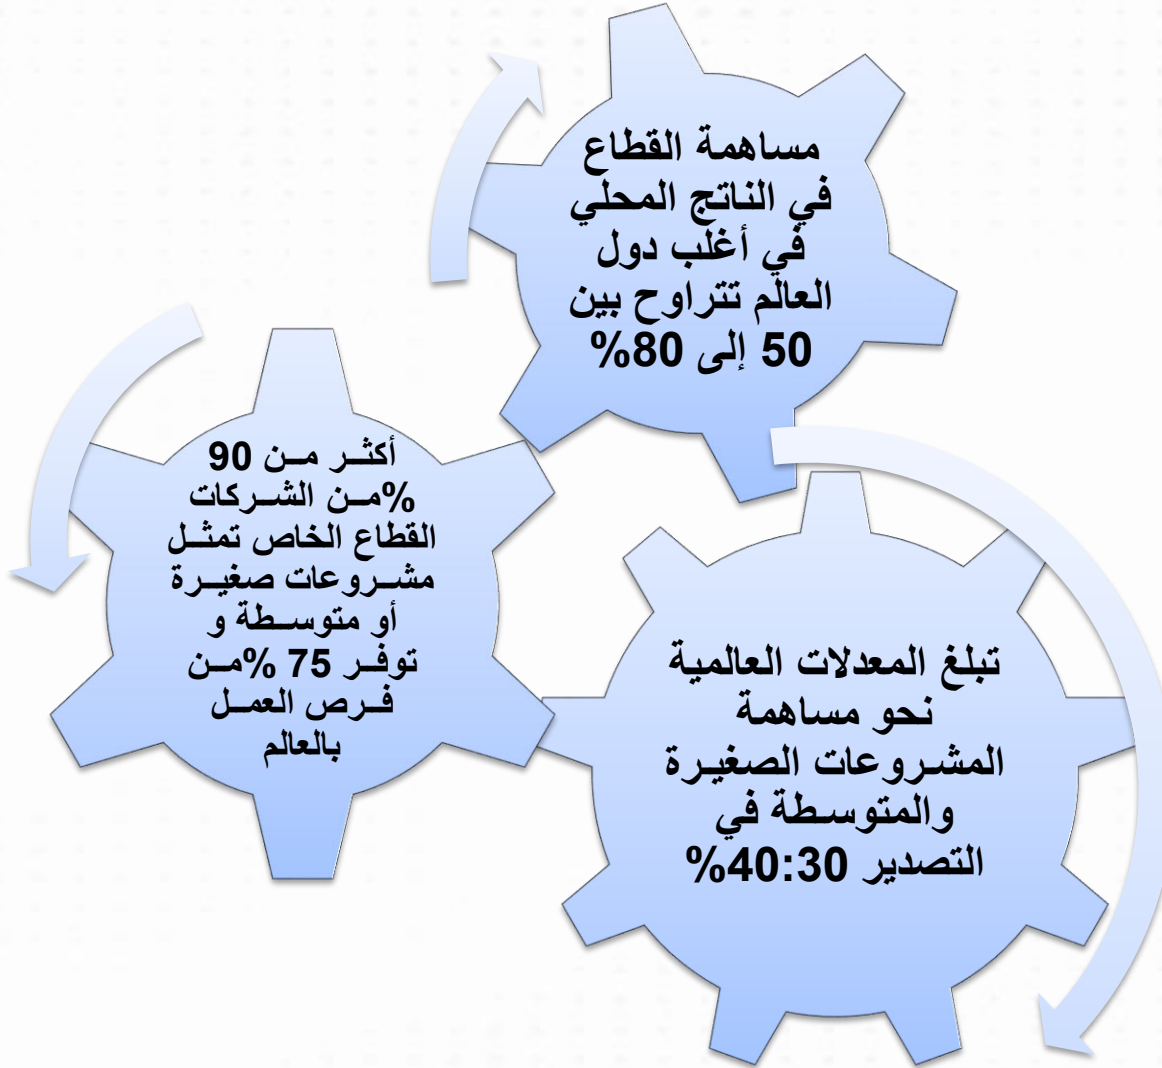 مساهمة القطاع
في الناتج المحلي
في أغلب دول
العالم تتراوح بين
50 إلى 80%
أكثر من 90
%من الشركات
القطاع الخاص تمثل
مشروعات صغيرة
أو متوسطة و
توفر 75 %من
فرص العمل
بالعالم
تبلغ المعدلات العالمية
نحو مساهمة
المشروعات الصغيرة
والمتوسطة في
التصدير 40:30%